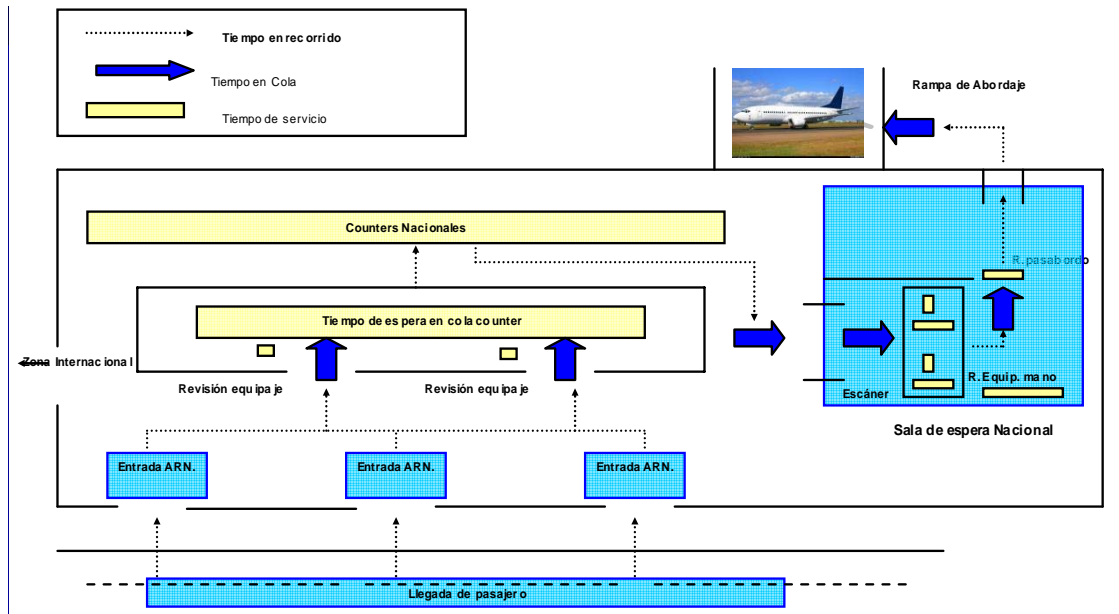 Tiempo en recorrido
Tiempo en Cola
Tiempo de servicio
Rampa de Abordaje
Counters Nacionales
R.pasabordo
Tiempo de espera en cola counter
Zona Internacional
Revisión equipaje
Revisión equipaje
R.Equip.mano
Escáner
Sala de espera Nacional
Entrada ARN.
Entrada ARN.
Entrada ARN.
Llegada de pasajero